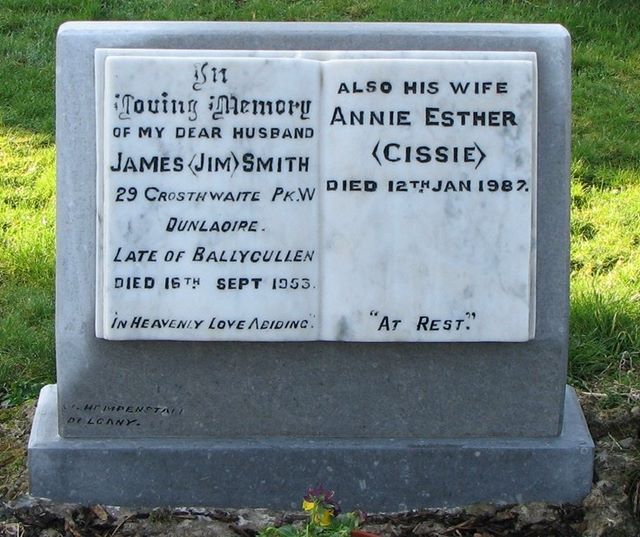 In
Loving Memory
OF MY DEAR HUSBAND
JAMES (JIM) SMITH
29 CROSTHWAITE PK.W
DUNLAOIRE.
LATE OF BALLYCULLEN
DIED 16TH SEPT 1953.
"IN HEAVENLY LOVE ABIDING".
ALSO HIS WIFE
ANNIE ESTHER
(CISSIE)
DIED 12TH JAN 1987.
"AT REST."
HEMPENSTALL
DELGANY.